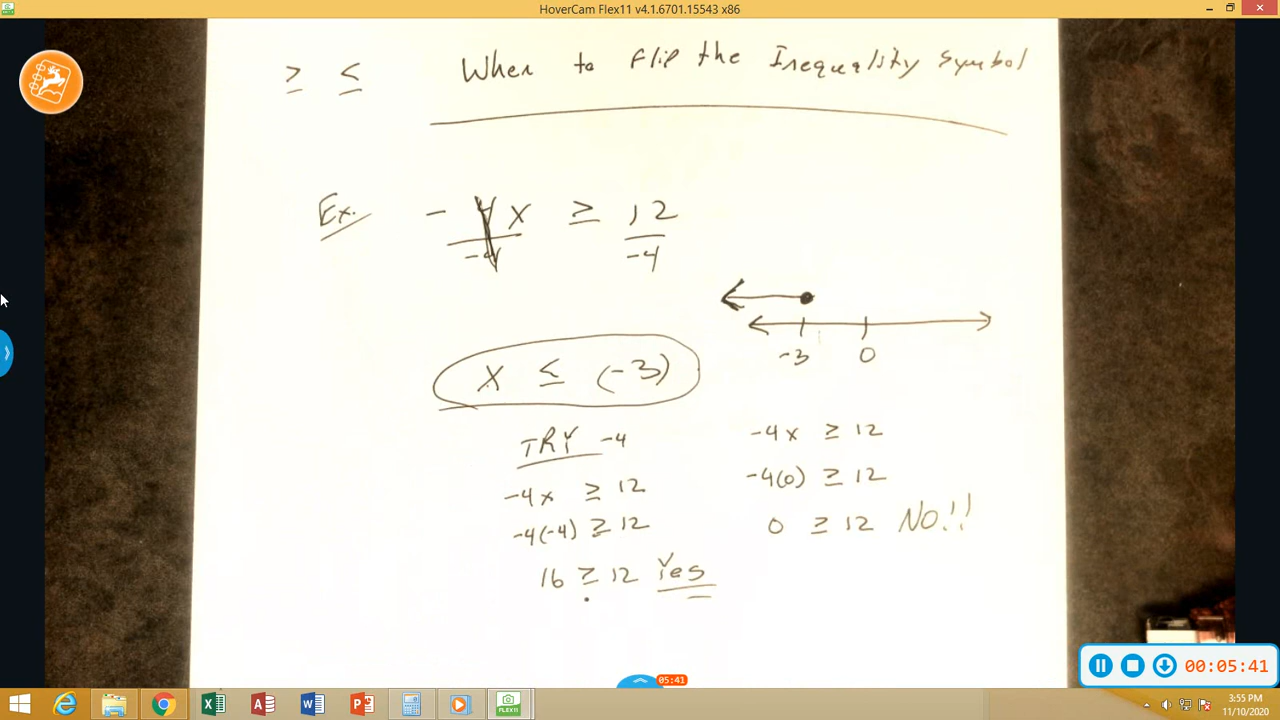 HoverCam Flex11 v4.1.6701.15543 x86
≥ ≤ When to Flip the Inequality Symbol
Ex. -4x ≥ 12
-4 -4
x ≤ (-3)
-3 0
TRY -4
-4x ≥ 12
-4(-4) ≥ 12
16 ≥ 12 Yes
-4x ≥ 12
-4(0) ≥ 12
0 ≥ 12 NO!!
00:05:41
05:41
FLEX11
3:55 PM
11/10/2020